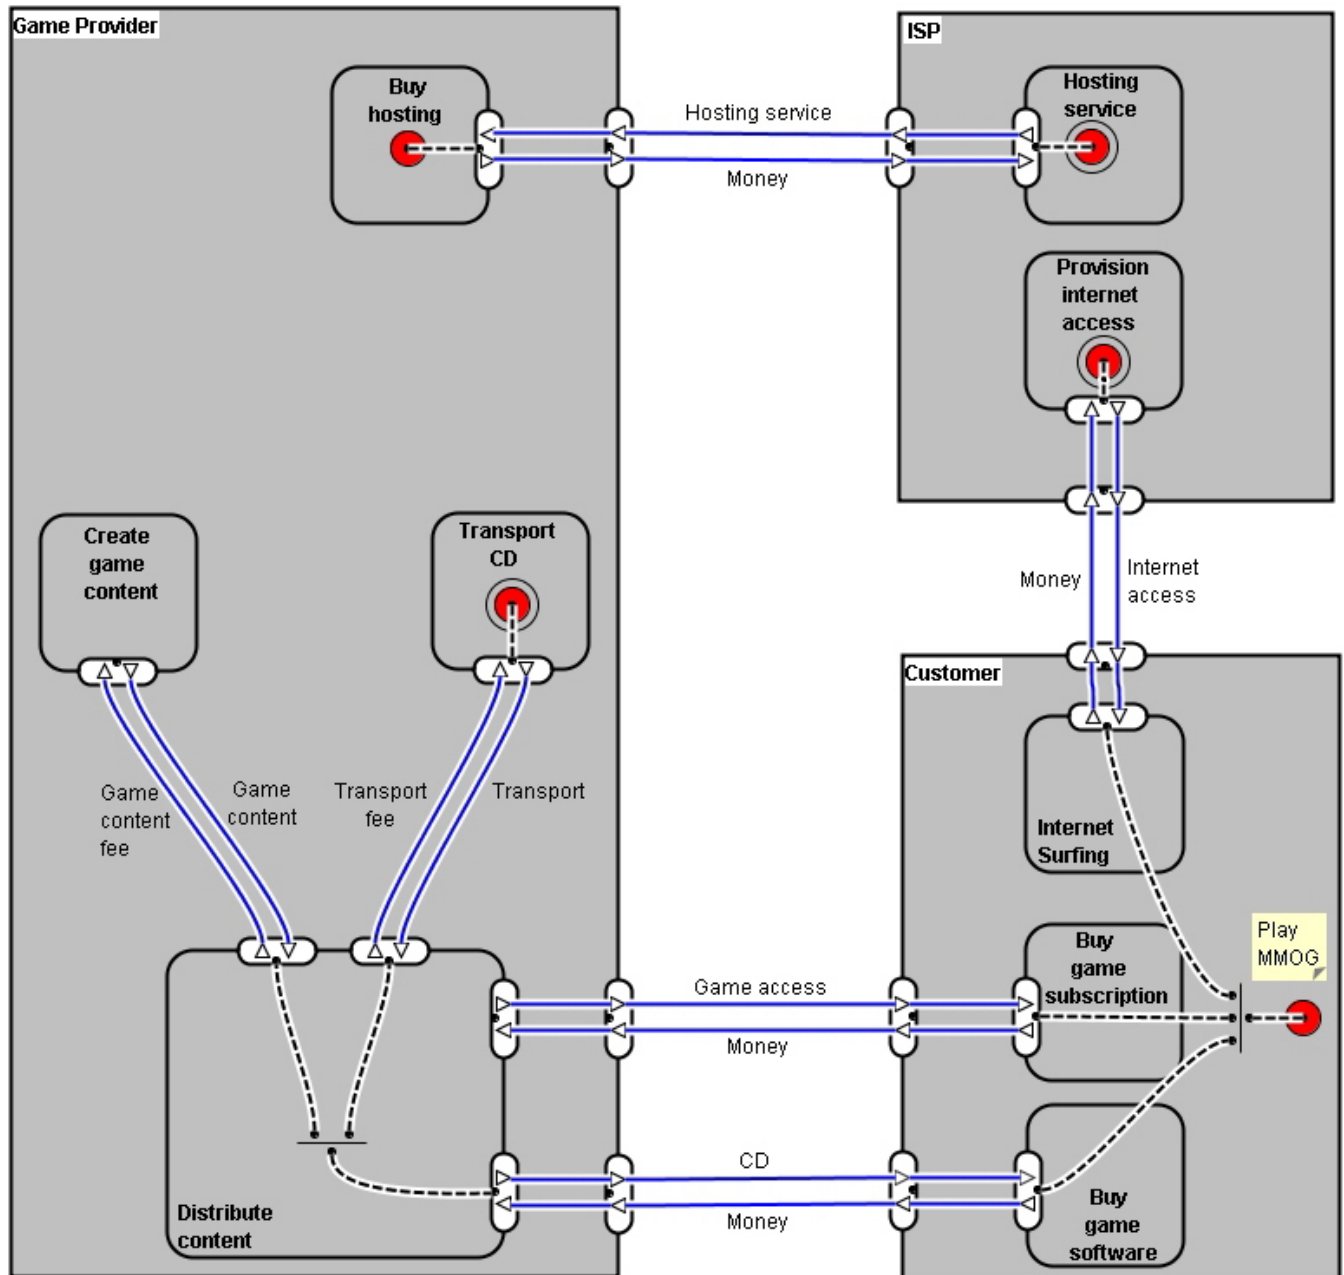 Game Provider
ISP
Buy
hosting
Hosting service
Money
Hosting
service
Provision
internet
access
Create
game
content
Transport
CD
Money
Internet
access
Customer
Game
content
fee
Game
content
Transport
fee
Transport
Internet
Surfing
Play
MMOG
Buy
game
subscription
Game access
Money
CD
Money
Distribute
content
Buy
game
software